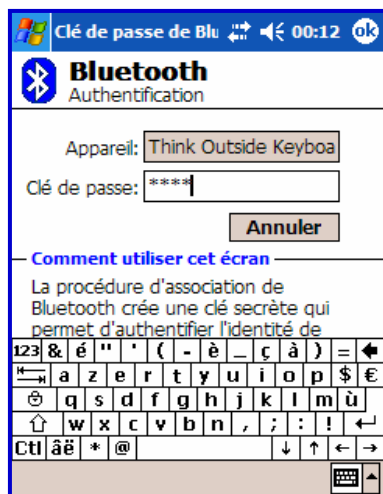 Clé de passe de Blu 00:12 ok
Bluetooth
Authentification
Appareil: Think Outside Keyboa
Clé de passe: ****
Annuler
Comment utiliser cet écran
La procédure d'association de
Bluetooth crée une clé secrète qui
permet d'authentifier l'identité de
123 & é " ' ( - è _ ç à ) =
a z e r t y u i o p $ €
q s d f g h j k l m ù
w x c v b n , ; : !
Ctl âë * @